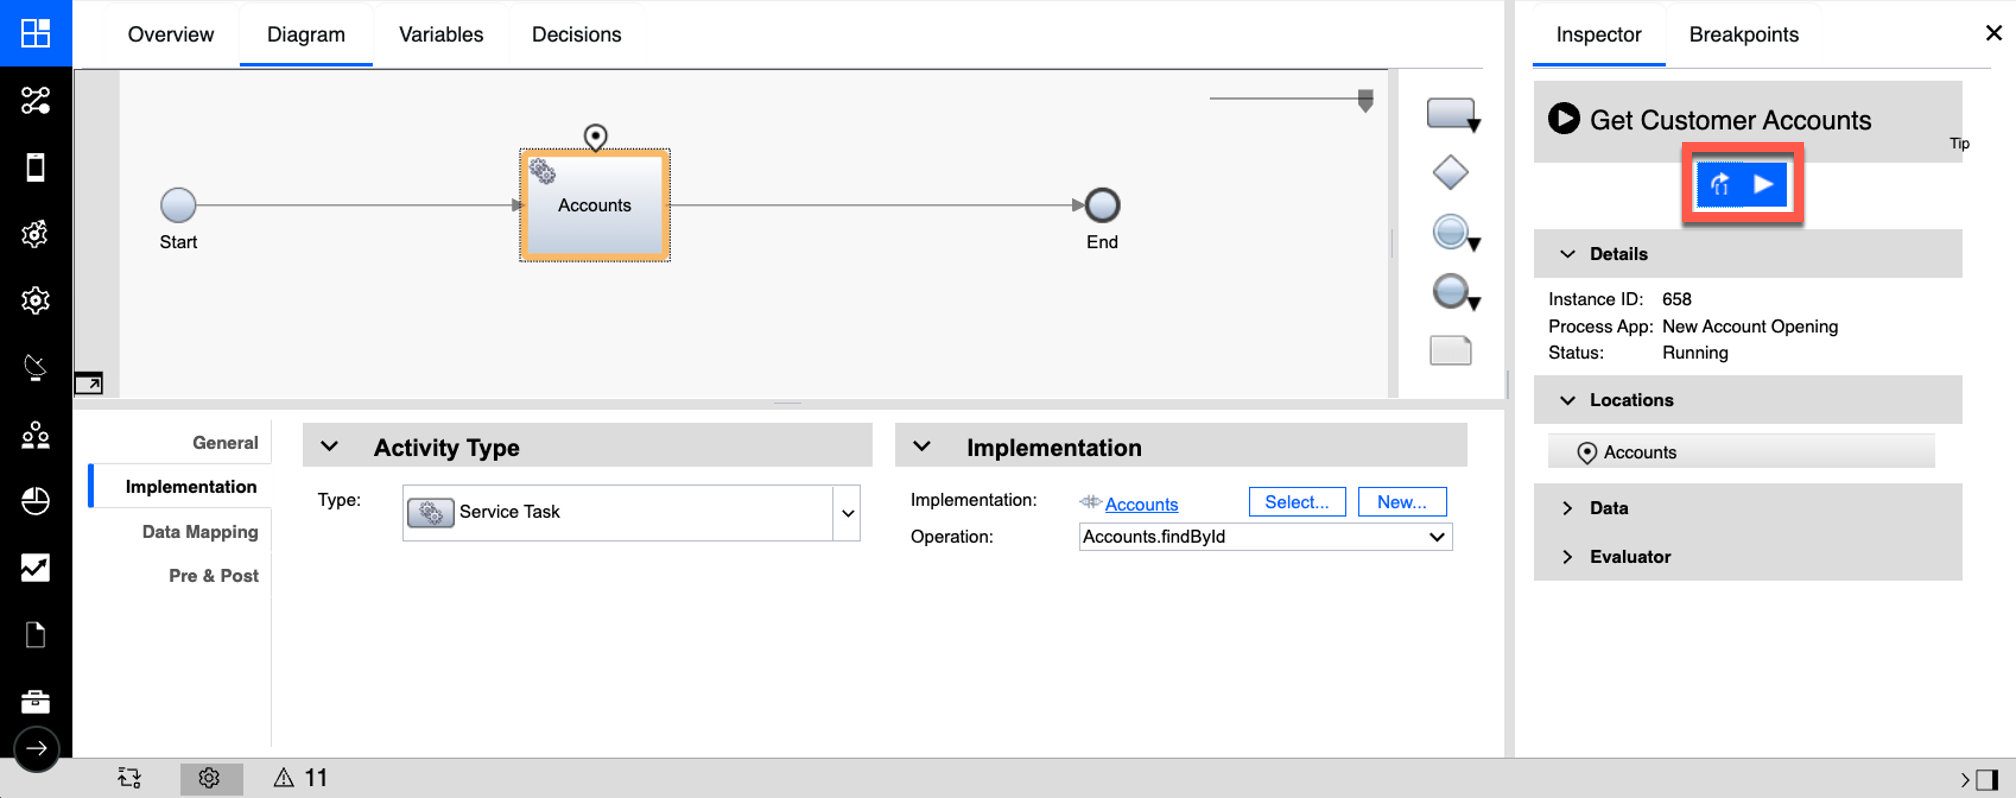 Overview
Diagram
Variables
Decisions
Start
Accounts
End
General
Implementation
Data Mapping
Pre & Post
Activity Type
Type:
Service Task
Implementation
Implementation:
Accounts
Select...
New...
Operation:
Accounts.findById
11
Inspector
Breakpoints
Get Customer Accounts
Tip
Details
Instance ID: 658
Process App: New Account Opening
Status: Running
Locations
Accounts
Data
Evaluator